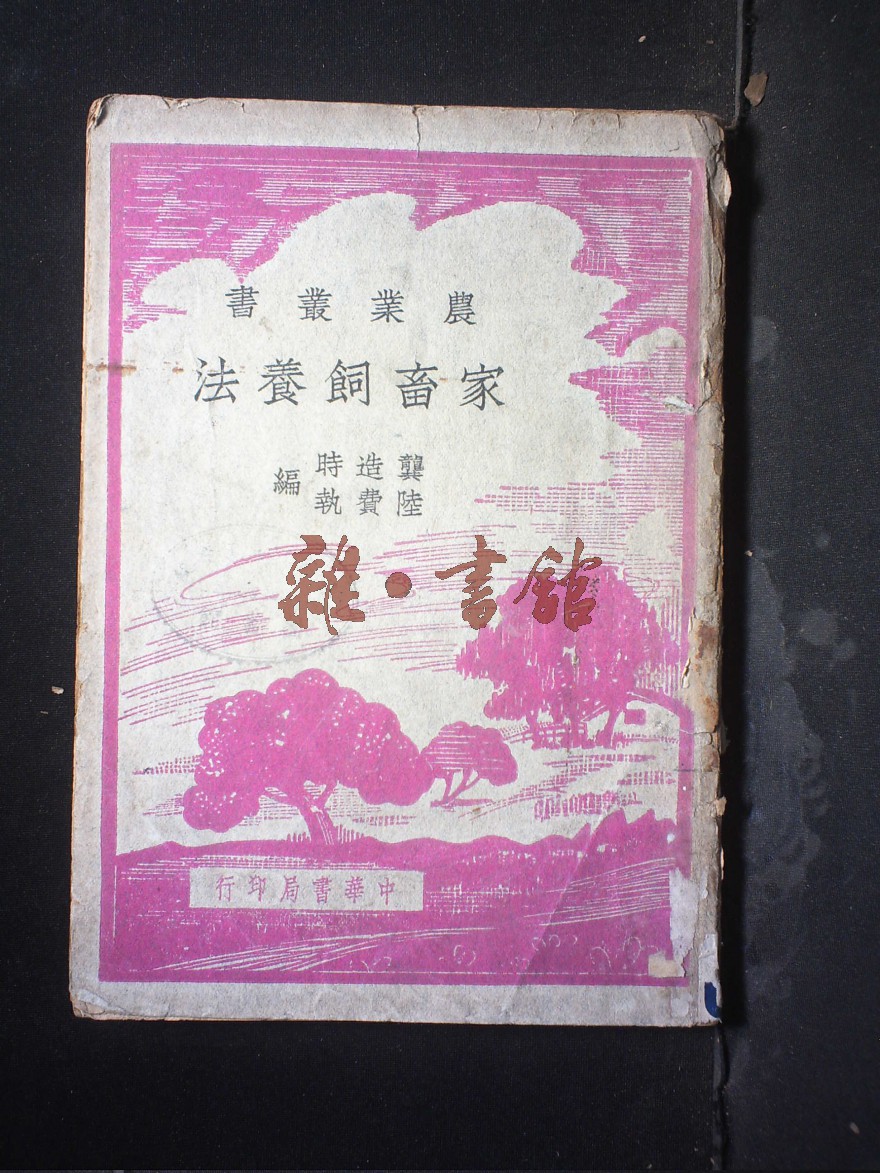 農業叢書
家畜飼養法
龔造時
陸費執
編
雜·書館
中華書局印行